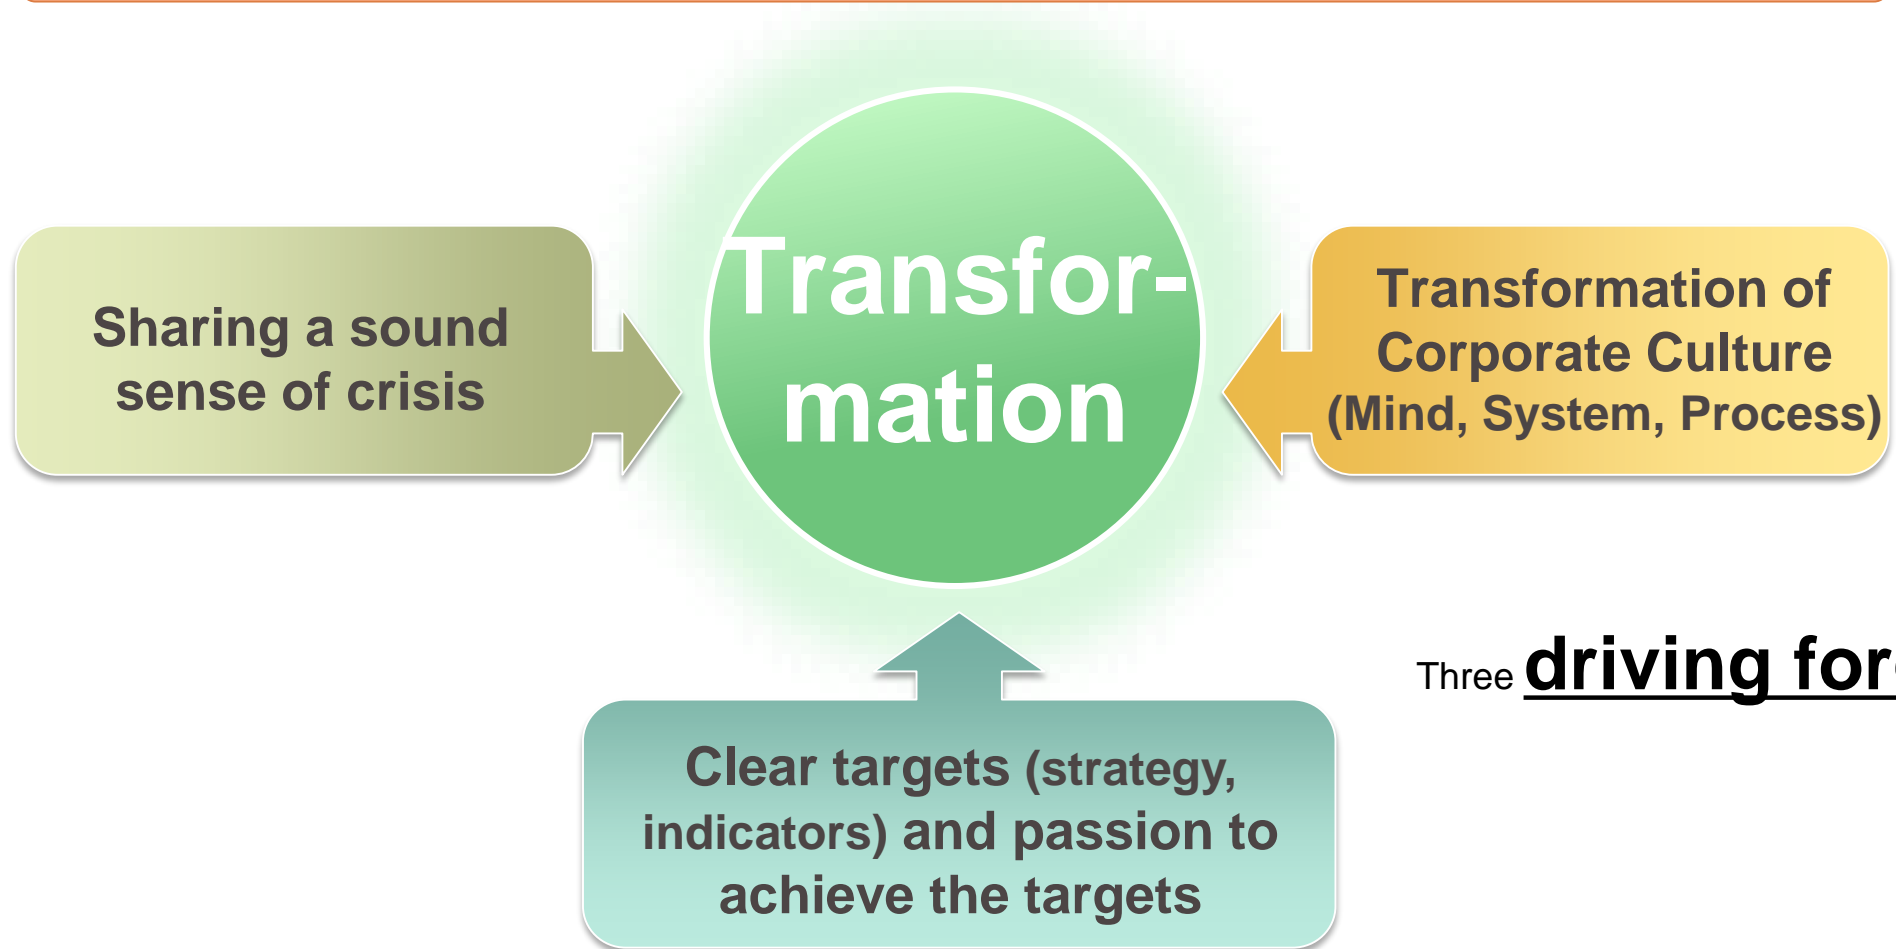 Transfor-
mation
Sharing a sound
sense of crisis
Transformation of
Corporate Culture
(Mind, System, Process)
Three driving
Clear targets (strategy,
indicators) and passion to
achieve the targets